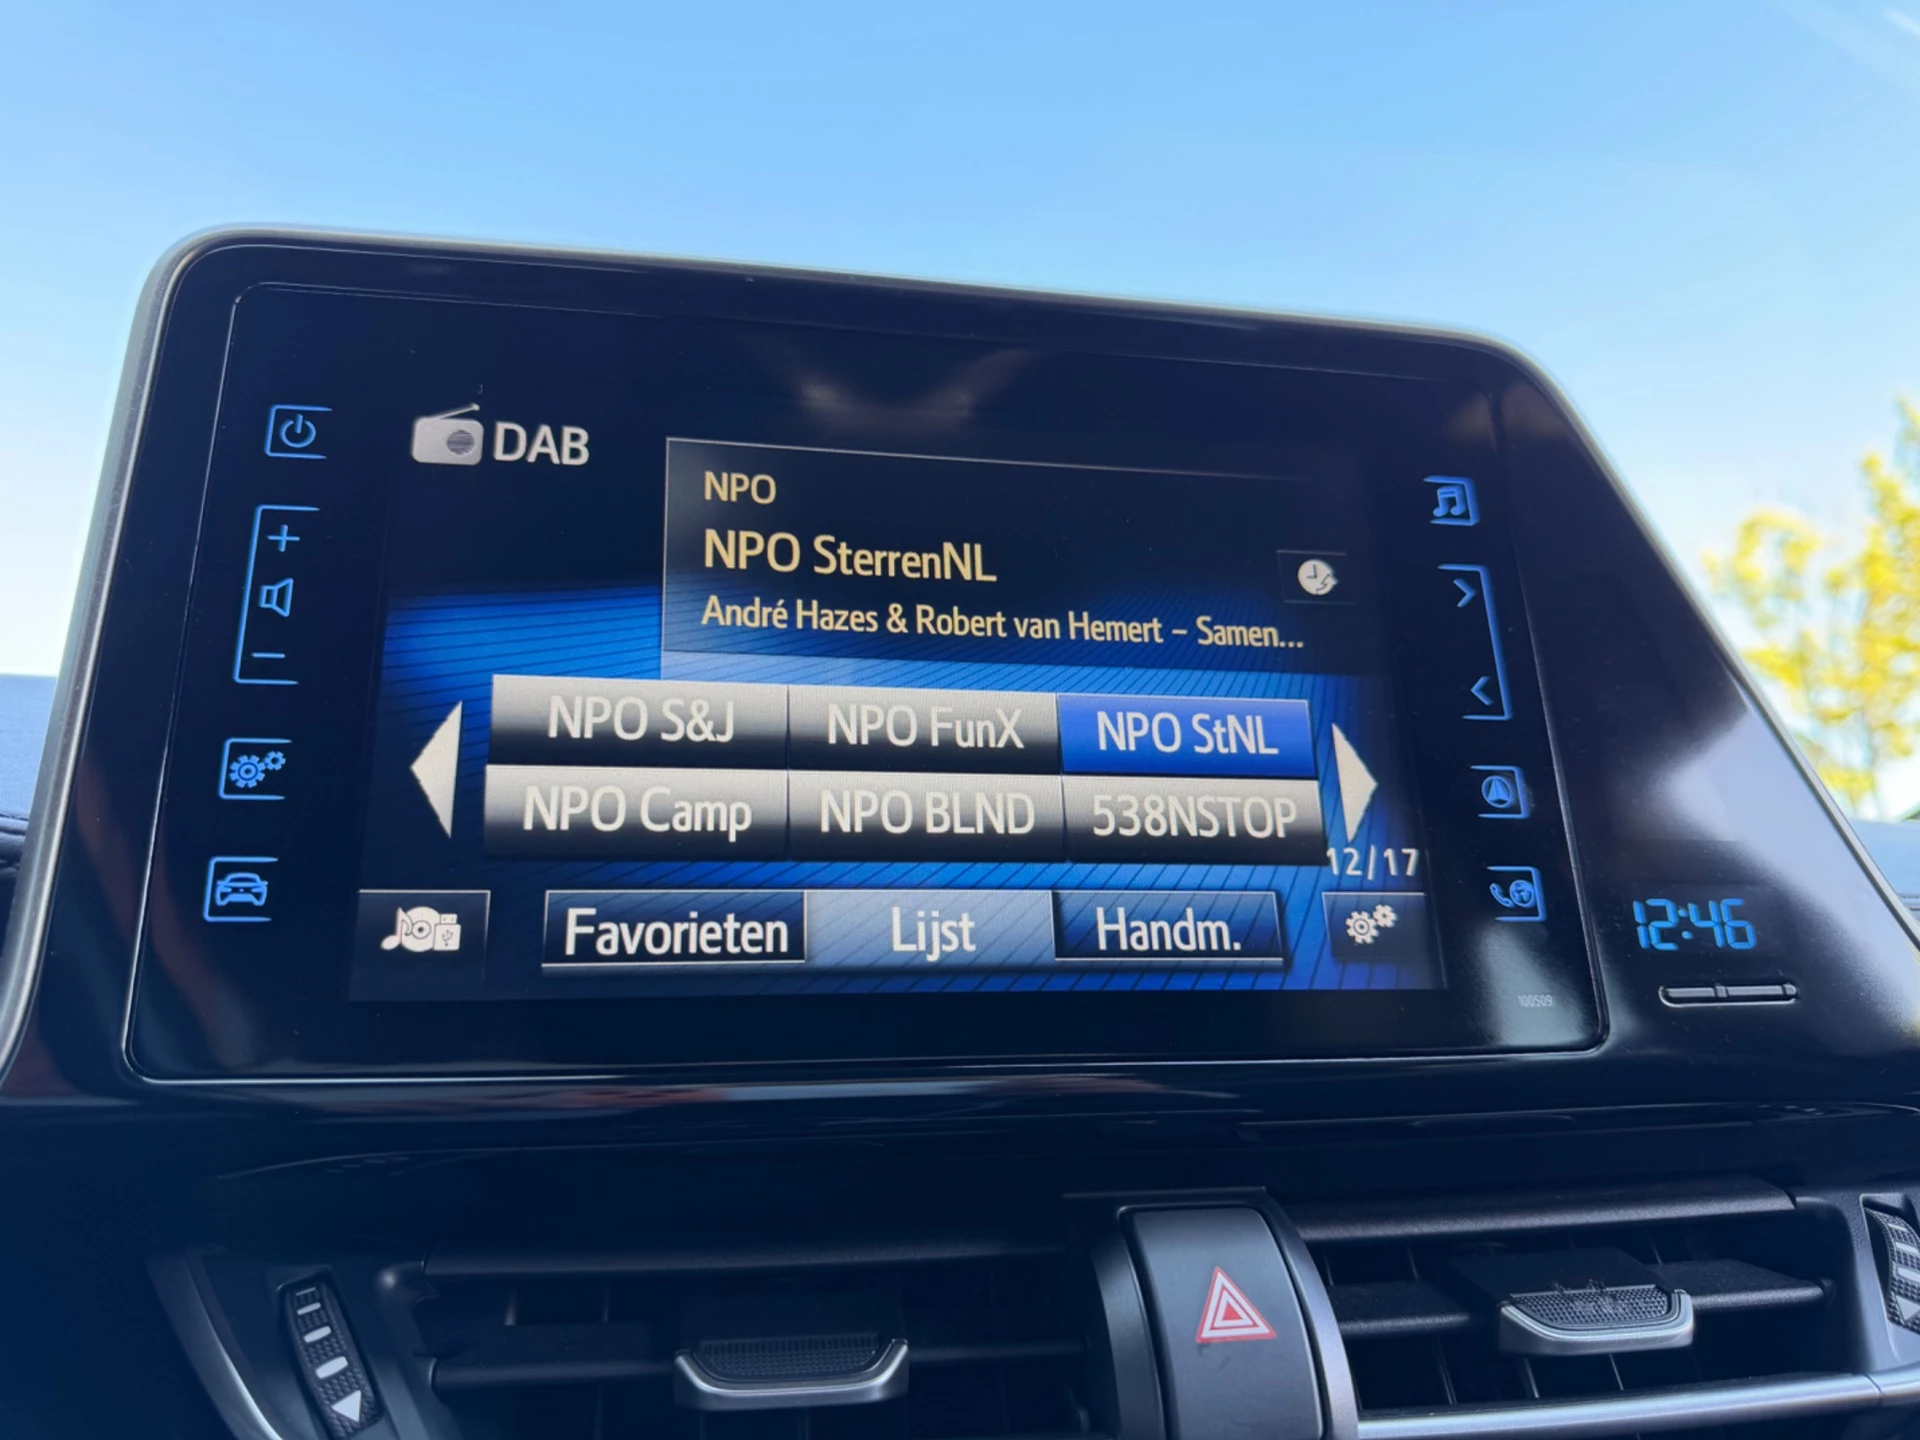 DAB
NPO
NPO SterrenNL
André Hazes & Robert van Hemert – Samen...
NPO S&J NPO FunX NPO StNL
NPO Camp NPO BLND 538NSTOP
12/17
Favorieten Lijst Handm.
12:46
100509